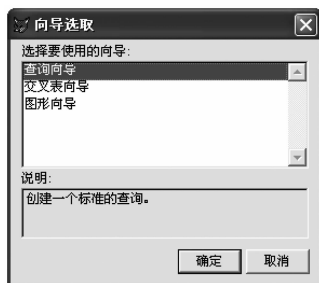 向导选取
选择要使用的向导:
查询向导
交叉表向导
图形向导
说明:
创建一个标准的查询。
确定
取消